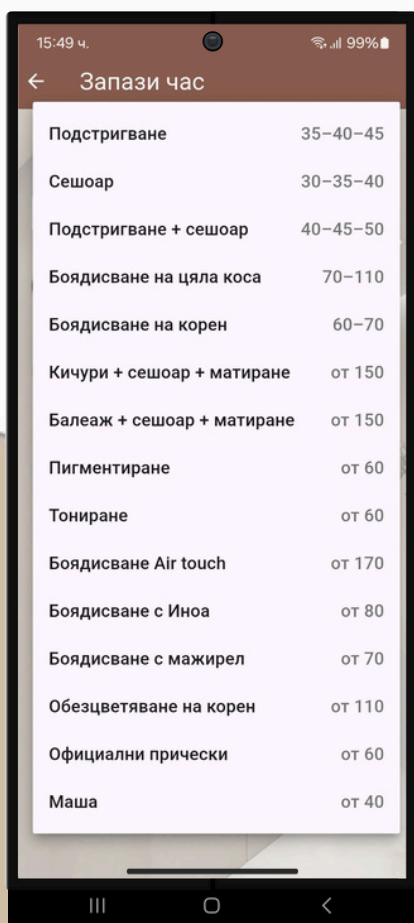 15:49 ч. 99%
Запази час
Подстригване 35–40–45
Сешоар 30–35–40
Подстригване + сешоар 40–45–50
Боядисване на цяла коса 70–110
Боядисване на корен 60–70
Кичури + сешоар + матиране от 150
Балеаж + сешоар + матиране от 150
Пигментиране от 60
Тониране от 60
Боядисване Air touch от 170
Боядисване с Иноа от 80
Боядисване с мажирел от 70
Обезцветяване на корен от 110
Официални прически от 60
Маша от 40